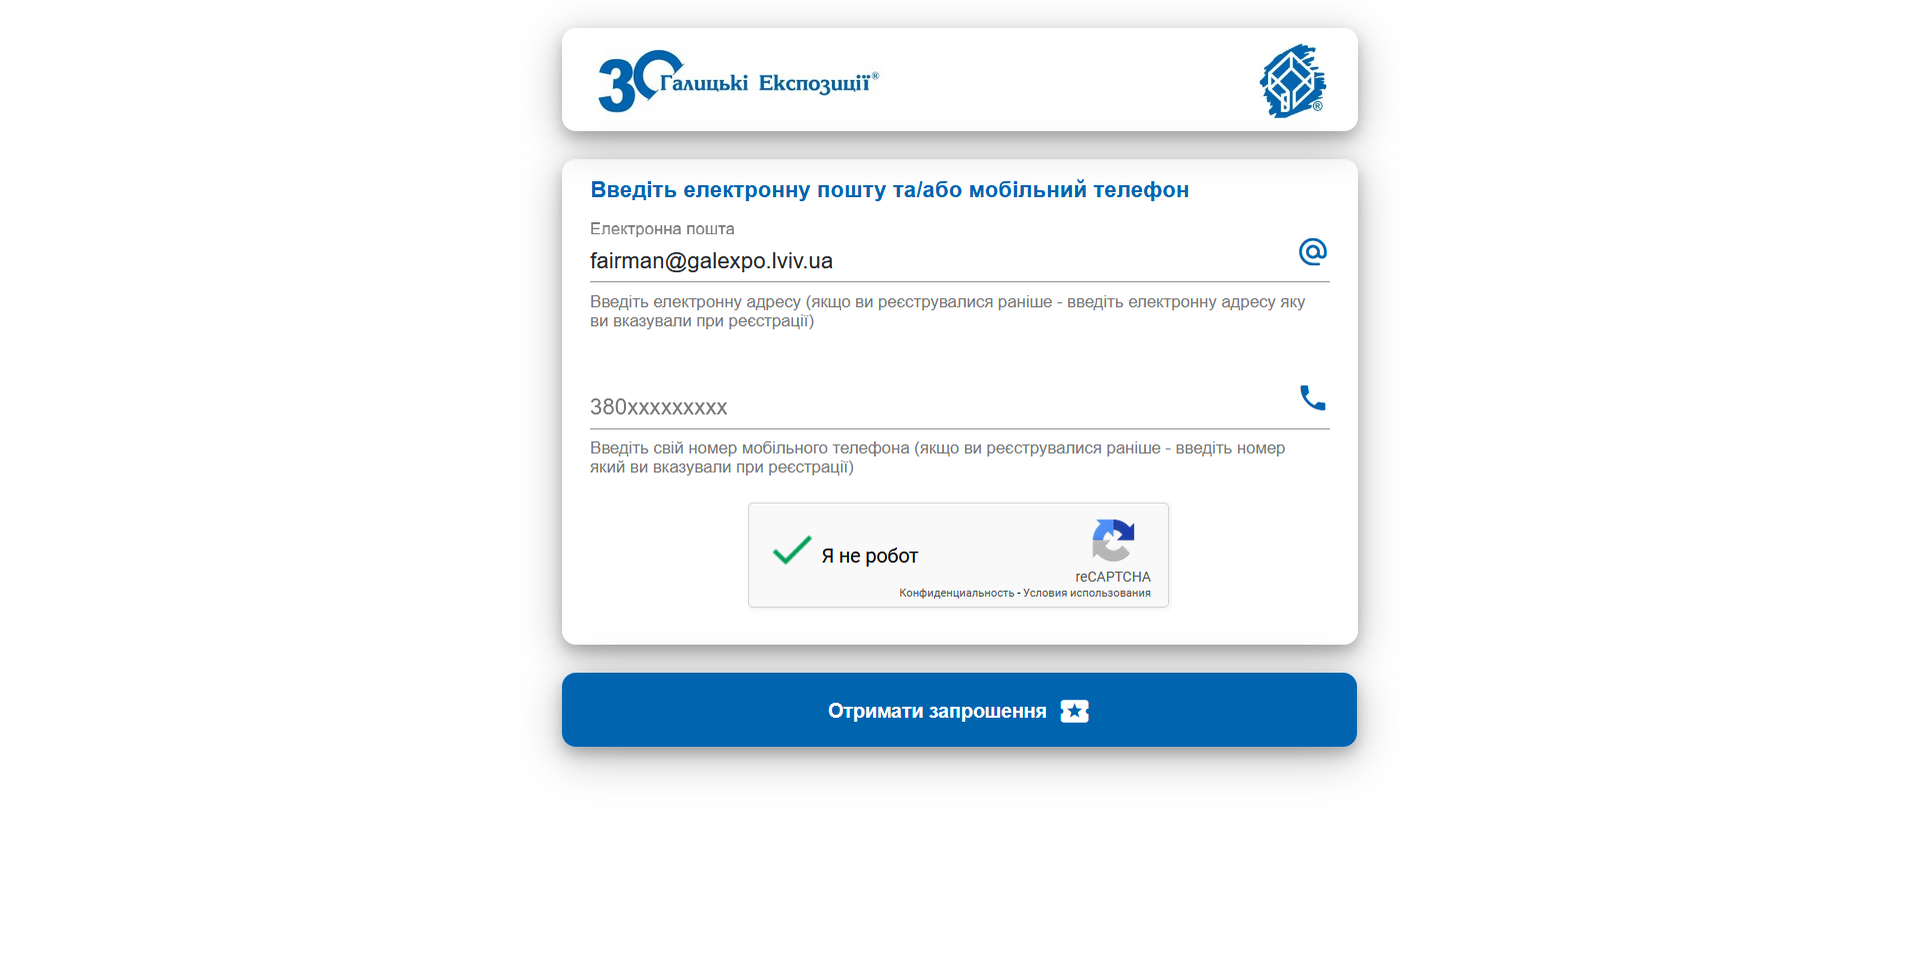 30 Галицькі Експозиції®
®
Введіть електронну пошту та/або мобільний телефон
Електронна пошта
fairman@galexpo.lviv.ua
Введіть електронну адресу (якщо ви реєструвалися раніше - введіть електронну адресу яку
ви вказували при реєстрації)
380xxxxxxxxx
Введіть свій номер мобільного телефона (якщо ви реєструвалися раніше - введіть номер
який ви вказували при реєстрації)
Я не робот
reCAPTCHA
Конфиденциальность - Условия использования
Отримати запрошення